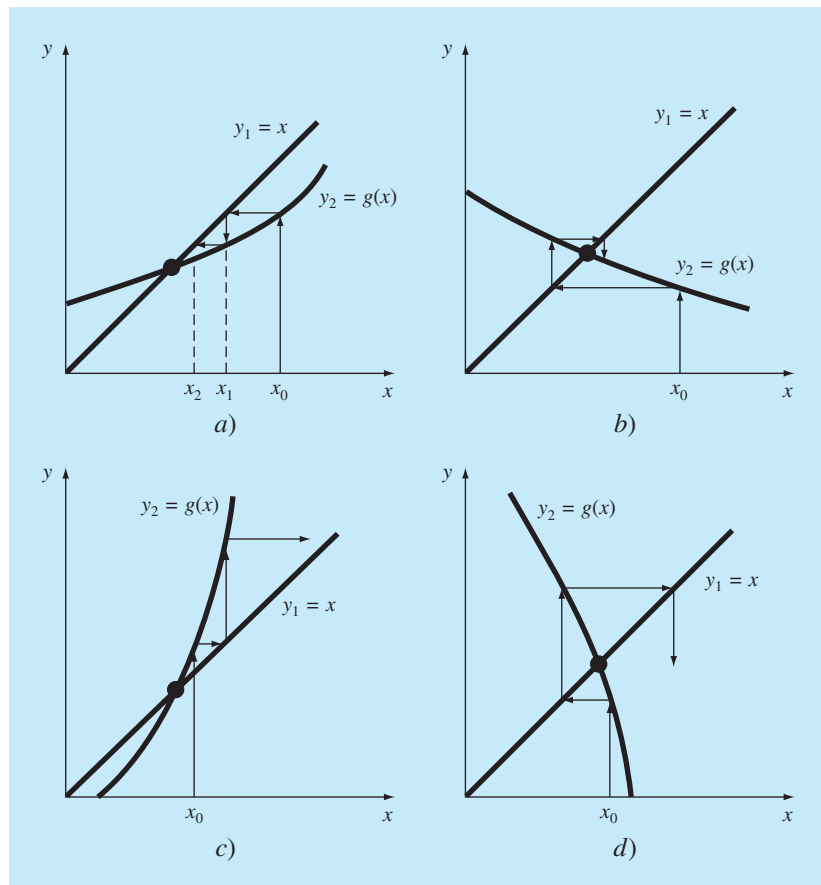 y
y₁ = x
y₂ = g(x)
x₂ x₁ x₀ x
a)
y
y₁ = x
y₂ = g(x)
x₀ x
b)
y
y₂ = g(x)
y₁ = x
x₀ x
c)
y
y₂ = g(x)
y₁ = x
x₀ x
d)